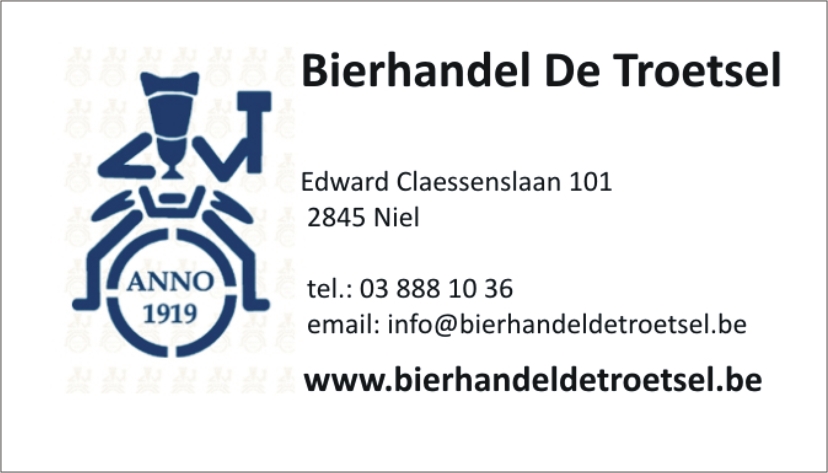 Bierhandel De Troetsel
Edward Claessenslaan 101
2845 Niel
tel.: 03 888 10 36
email: info@bierhandeldetroetsel.be
www.bierhandeldetroetsel.be
ANNO
1919